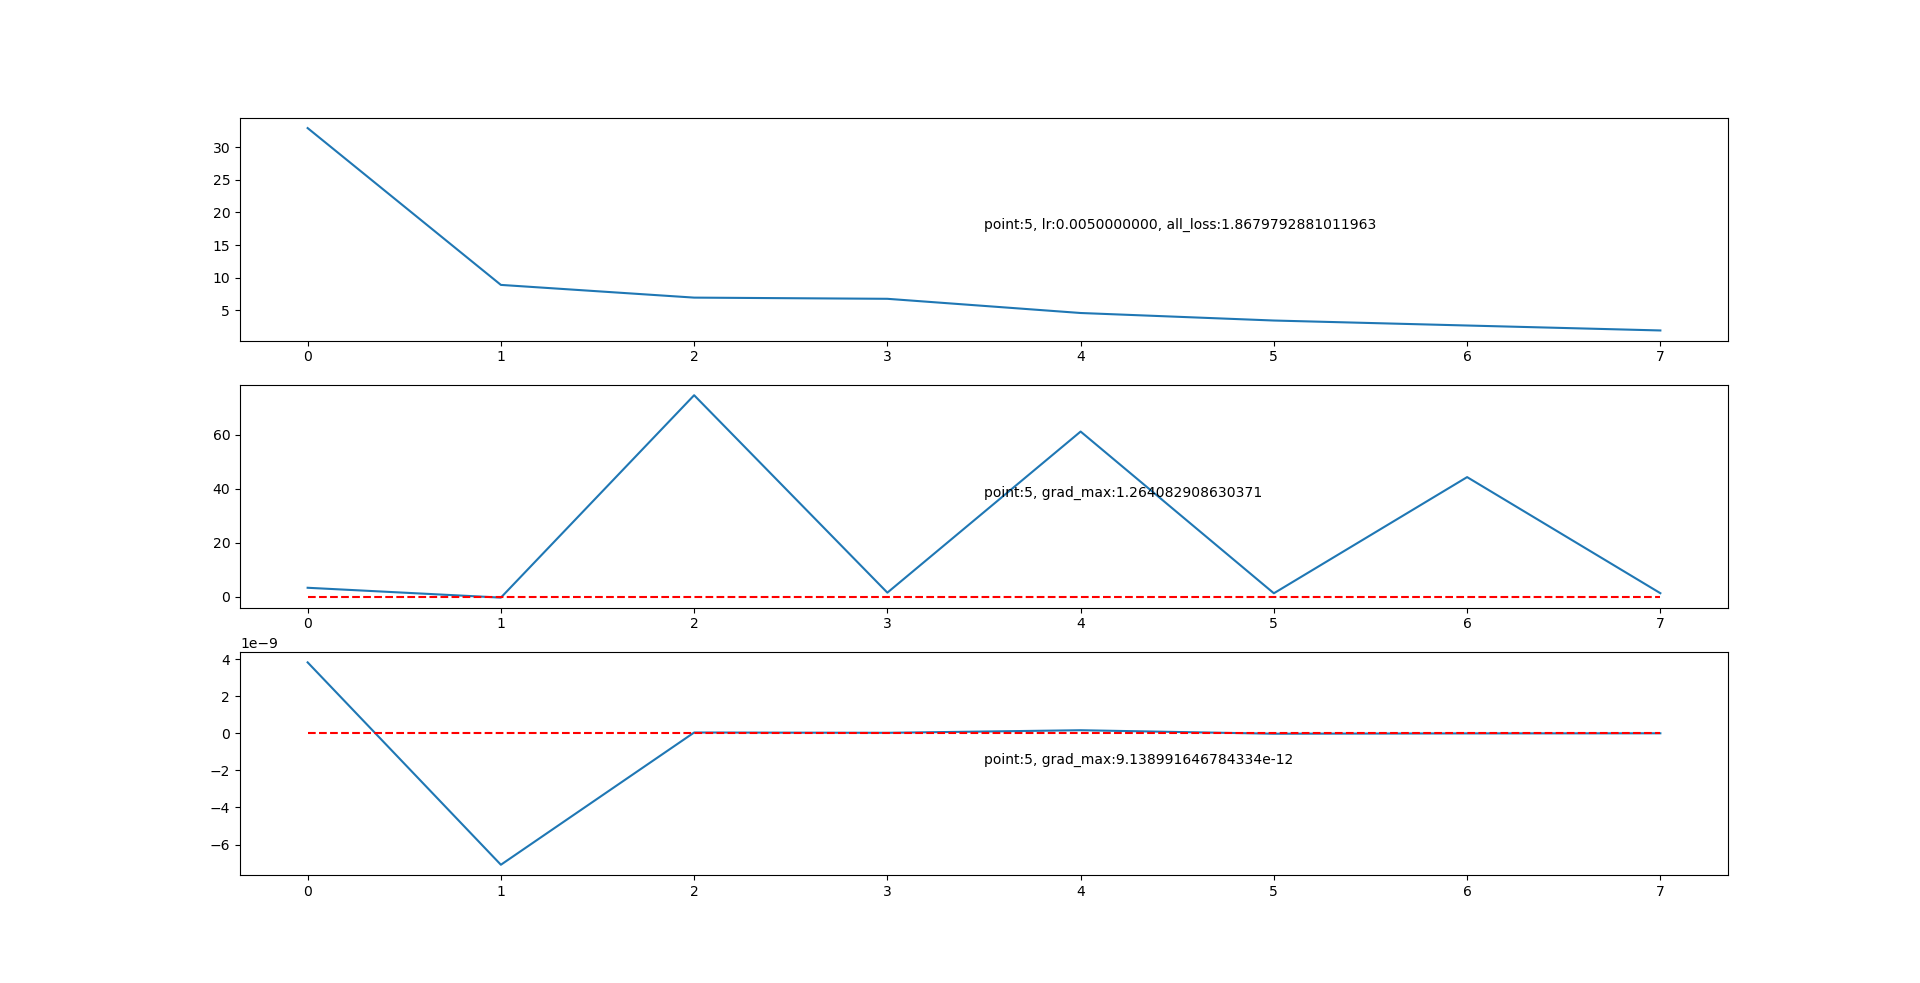 30
25
20
15
10
5
point:5, lr:0.0050000000, all_loss:1.8679792881011963
0 1 2 3 4 5 6 7
60
40
20
0
point:5, grad_max:1.264082908630371
0 1 2 3 4 5 6 7
1e−9
4
2
0
−2
−4
−6
point:5, grad_max:9.138991646784334e-12
0 1 2 3 4 5 6 7